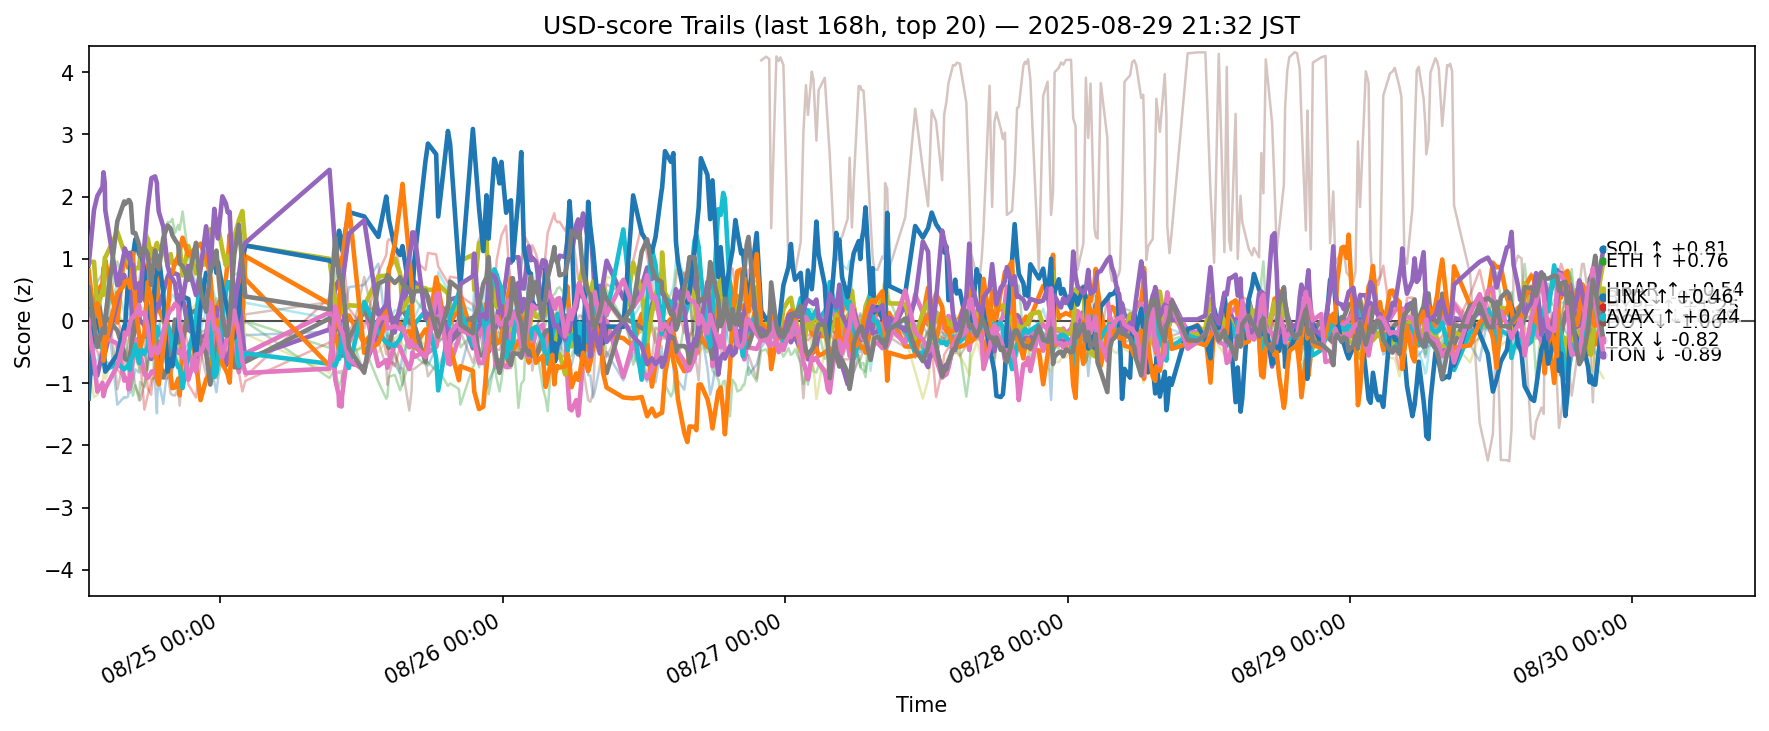 USD-score Trails (last 168h, top 20) — 2025-08-29 21:32 JST
Score (z)
4
3
2
1
0
−1
−2
−3
−4
SOL ↑ +0.81
ETH ↑ +0.76
LINK ↑ +0.46
AVAX ↑ +0.44
TRX ↓ -0.82
TON ↓ -0.89
08/25 00:00
08/26 00:00
08/27 00:00
08/28 00:00
08/29 00:00
08/30 00:00
Time